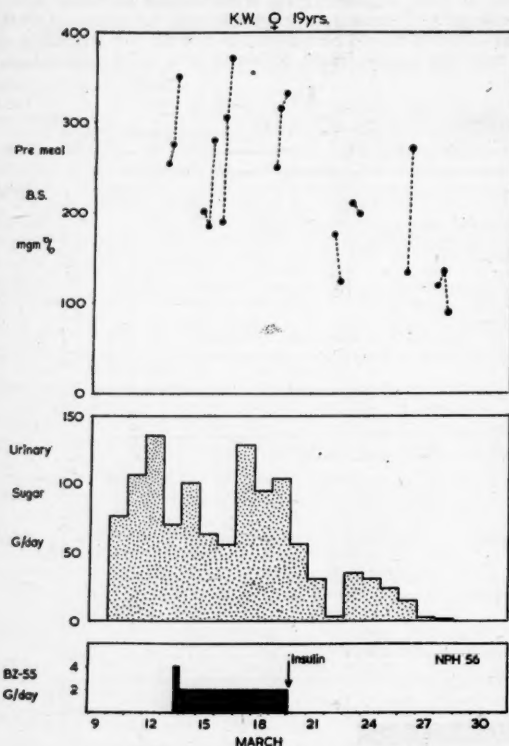 K.W. ♀ 19yrs.
400
300
Pre meal
B.S.
200
mgm %
100
0
150
Urinary
100
Sugar
G/day
50
0
Insulin
NPH 56
BZ-55
4
G/day
2
9 12 15 18 21 24 27 30
MARCH